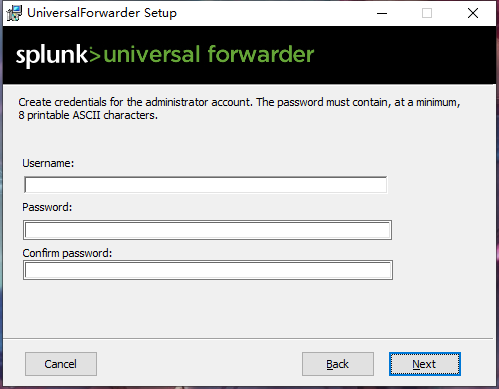 UniversalForwarder Setup
splunk>universal forwarder
Create credentials for the administrator account. The password must contain, at a minimum,
8 printable ASCII characters.
Username:
Password:
Confirm password:
Cancel
Back
Next